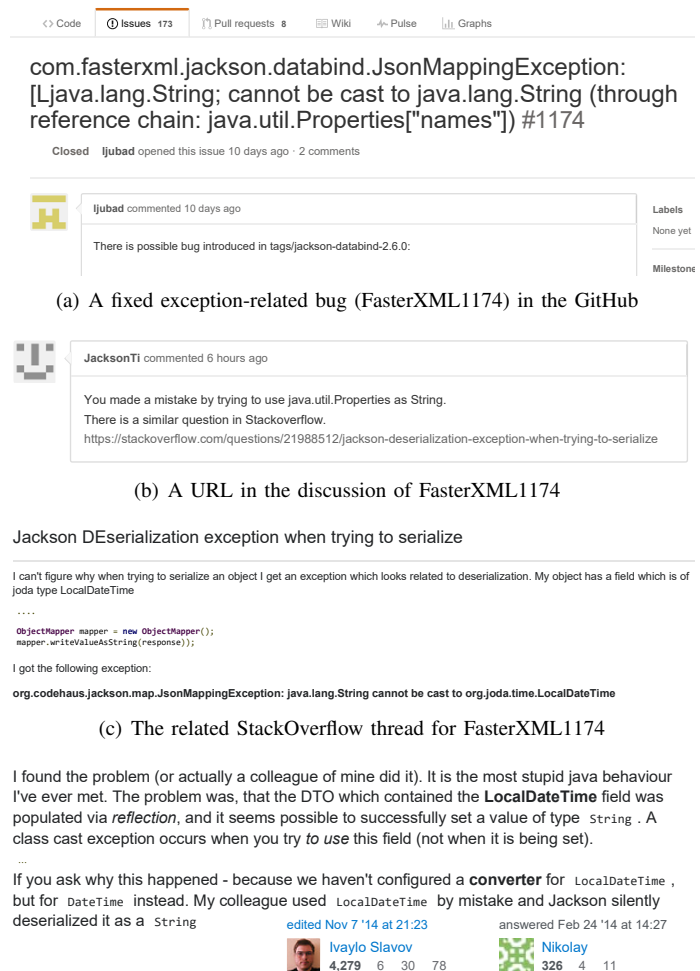 <> Code Issues 173 Pull requests 8 Wiki Pulse Graphs
com.fasterxml.jackson.databind.JsonMappingException:
[Ljava.lang.String; cannot be cast to java.lang.String (through
reference chain: java.util.Properties["names"]) #1174
Closed ljubad opened this issue 10 days ago · 2 comments
ljubad commented 10 days ago
Labels
There is possible bug introduced in tags/jackson-databind-2.6.0:
None yet
Milestone
(a) A fixed exception-related bug (FasterXML1174) in the GitHub
JacksonTi commented 6 hours ago
You made a mistake by trying to use java.util.Properties as String.
There is a similar question in Stackoverflow.
https://stackoverflow.com/questions/21988512/jackson-deserialization-exception-when-trying-to-serialize
(b) A URL in the discussion of FasterXML1174
Jackson DEserialization exception when trying to serialize
I can't figure why when trying to serialize an object I get an exception which looks related to deserialization. My object has a field which is of
joda type LocalDateTime
....
ObjectMapper mapper = new ObjectMapper();
mapper.writeValueAsString(response));
I got the following exception:
org.codehaus.jackson.map.JsonMappingException: java.lang.String cannot be cast to org.joda.time.LocalDateTime
(c) The related StackOverflow thread for FasterXML1174
I found the problem (or actually a colleague of mine did it). It is the most stupid java behaviour
I've ever met. The problem was, that the DTO which contained the LocalDateTime field was
populated via reflection, and it seems possible to successfully set a value of type String . A
class cast exception occurs when you try to use this field (not when it is being set).
...
If you ask why this happened - because we haven't configured a converter for LocalDateTime ,
but for DateTime instead. My colleague used LocalDateTime by mistake and Jackson silently
deserialized it as a String
edited Nov 7 '14 at 21:23
answered Feb 24 '14 at 14:27
Ivaylo Slavov
Nikolay
4,279 6 30 78
326 4 11